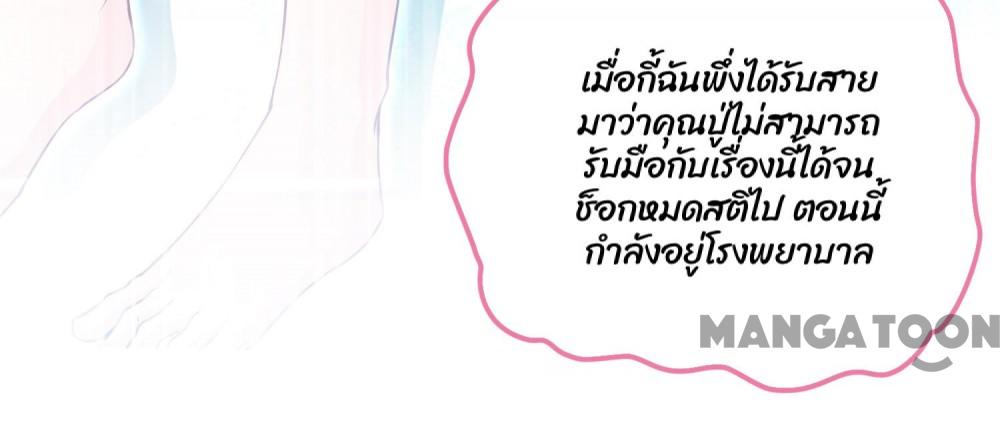 เมื่อกี้ฉันพึ่งได้รับสาย
มาว่าคุณปู่ไม่สามารถ
รับมือกับเรื่องนี้ได้จน
ช็อกหมดสติไป ตอนนี้
กำลังอยู่โรงพยาบาล
MANGATOON